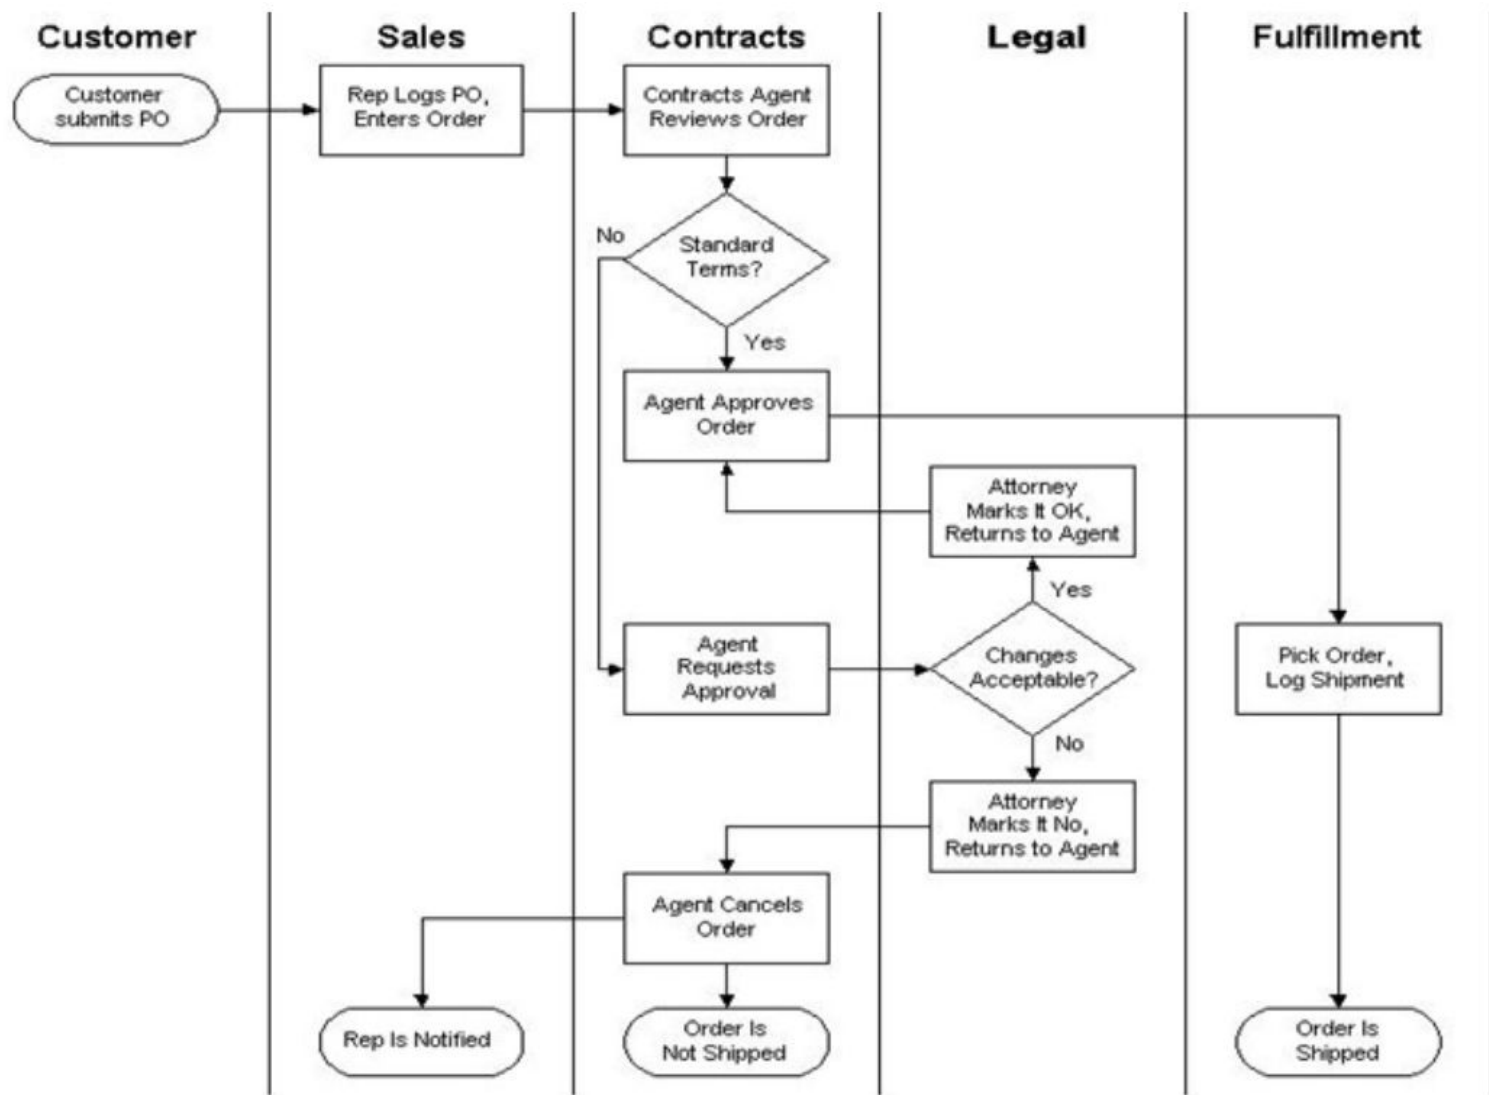 Customer
Sales
Contracts
Legal
Fulfillment
Customer
submits PO
Rep Logs PO,
Enters Order
Contracts Agent
Reviews Order
No
Standard
Terms?
Yes
Agent Approves
Order
Attorney
Marks It OK,
Returns to Agent
Yes
Agent
Requests
Approval
Changes
Acceptable?
Pick Order,
Log Shipment
No
Attorney
Marks It No,
Returns to Agent
Agent Cancels
Order
Rep Is Notified
Order Is
Not Shipped
Order Is
Shipped